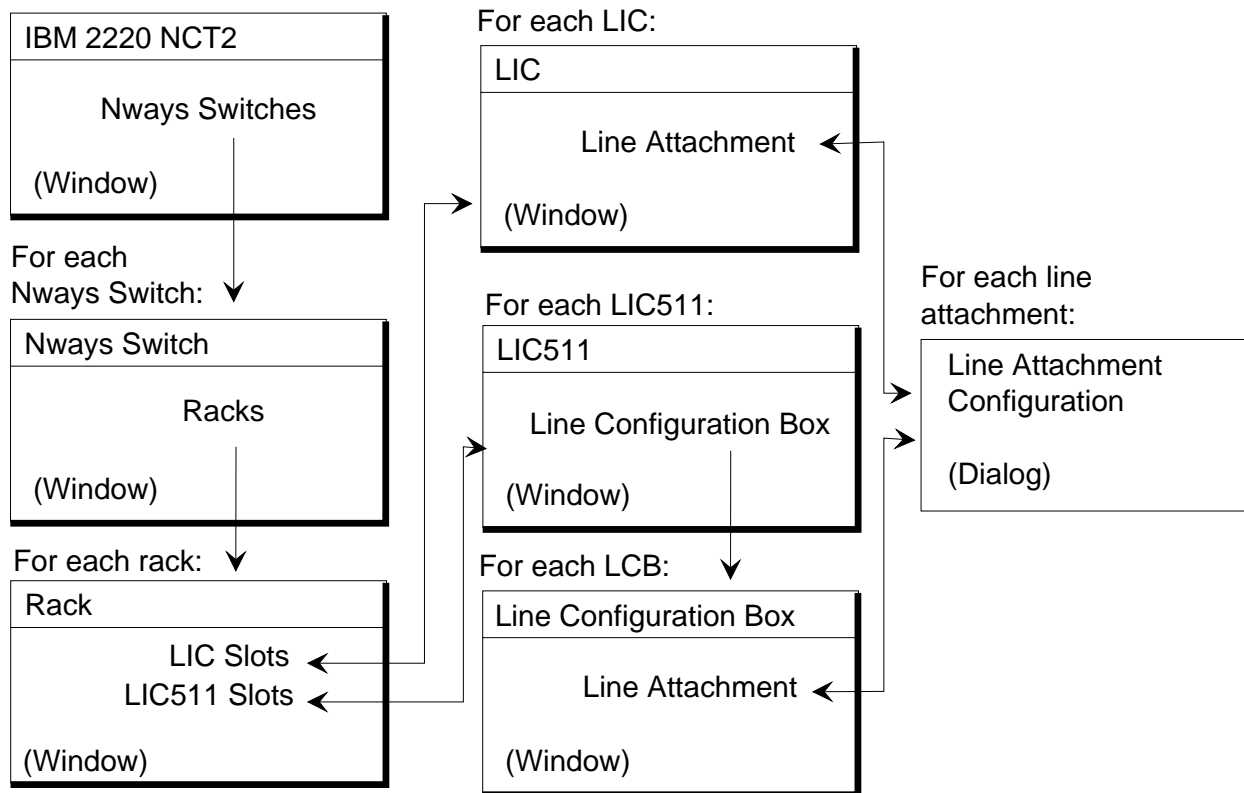 IBM 2220 NCT2
Nways Switches
(Window)
For each
Nways Switch:
Nways Switch
Racks
(Window)
For each rack:
Rack
LIC Slots
LIC511 Slots
(Window)
For each LIC:
LIC
Line Attachment
(Window)
For each LIC511:
LIC511
Line Configuration Box
(Window)
For each LCB:
Line Configuration Box
Line Attachment
(Window)
For each line
attachment:
Line Attachment
Configuration
(Dialog)